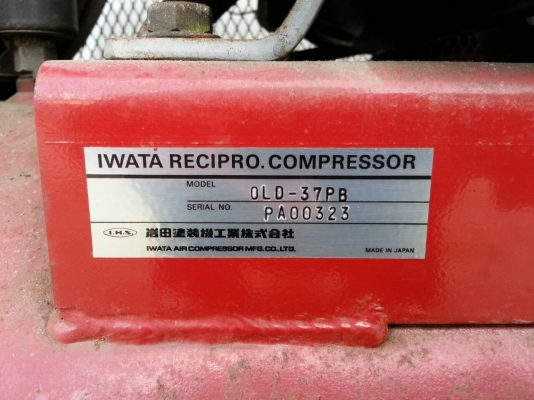 IWATA RECIPRO. COMPRESSOR
MODEL OLD-37PB
SERIAL NO. PA00323
I.H.S. 岩田塗装機工業株式会社
IWATA AIR COMPRESSOR MFG. CO., LTD.
MADE IN JAPAN